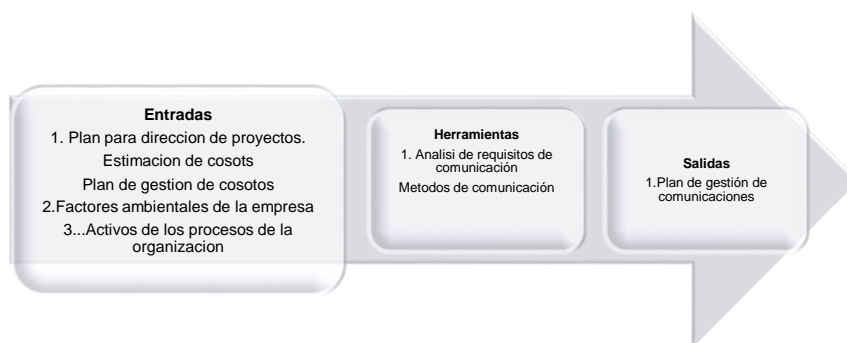 Entradas
1. Plan para direccion de proyectos.
Estimacion de cosots
Plan de gestion de cosotos
2.Factores ambientales de la empresa
3...Activos de los procesos de la
organizacion
Herramientas
1. Analisi de requisitos de
comunicación
Metodos de comunicación
Salidas
1.Plan de gestión de
comunicaciones